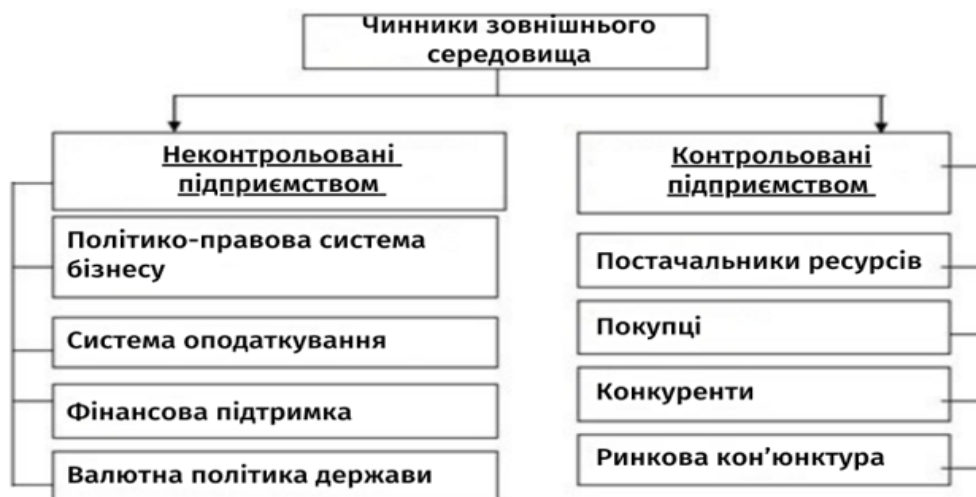 Чинники зовнішнього
середовища
Неконтрольовані
підприємством
Політико-правова система
бізнесу
Система оподаткування
Фінансова підтримка
Валютна політика держави
Контрольовані
підприємством
Постачальники ресурсів
Покупці
Конкуренти
Ринкова кон’юнктура